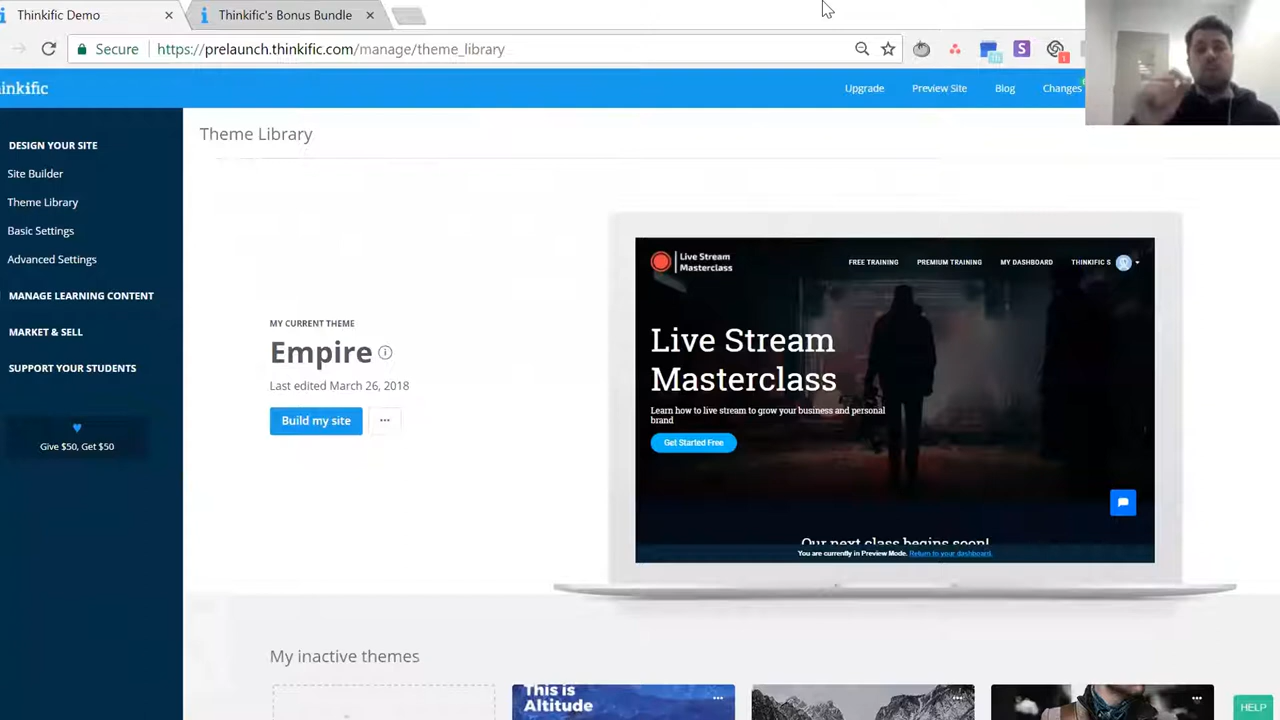 Thinkific Demo
Thinkific's Bonus Bundle
Secure
https://prelaunch.thinkific.com/manage/theme_library
S
1
inkific
Upgrade
Preview Site
Blog
Changes
DESIGN YOUR SITE
Site Builder
Theme Library
Basic Settings
Advanced Settings
MANAGE LEARNING CONTENT
MARKET & SELL
SUPPORT YOUR STUDENTS
Give $50, Get $50
Theme Library
MY CURRENT THEME
Empire
Last edited March 26, 2018
Build my site
Live Stream
Masterclass
FREE TRAINING
PREMIUM TRAINING
MY DASHBOARD
THINKIFIC S
Live Stream
Masterclass
Learn how to live stream to grow your business and personal
brand
Get Started Free
Our next class begins soon!
You are currently in Preview Mode. Return to your dashboard.
My inactive themes
This is
Altitude
HELP